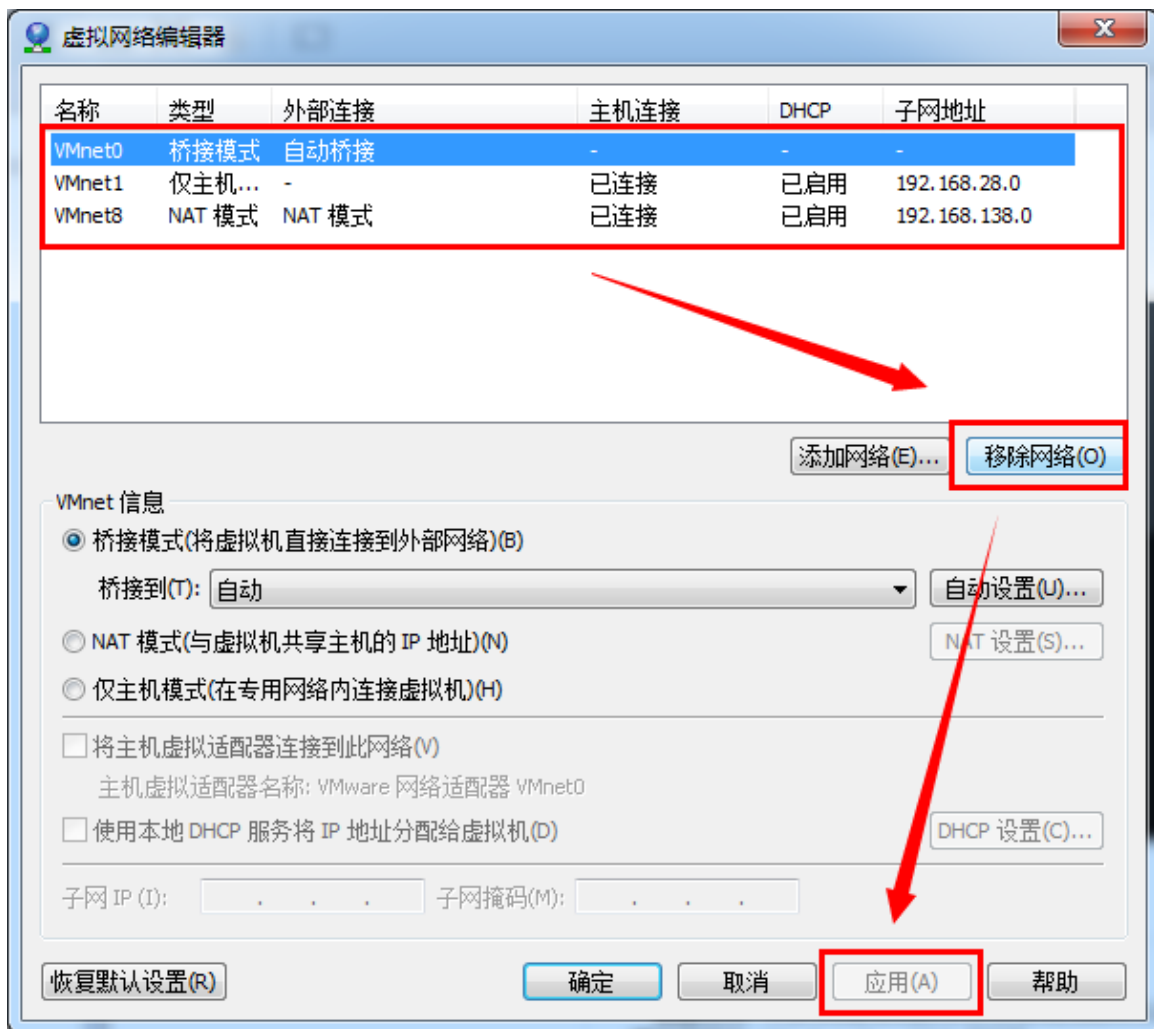 虚拟网络编辑器
名称 类型 外部连接 主机连接 DHCP 子网地址
VMnet0 桥接模式 自动桥接 - - -
VMnet1 仅主机... - 已连接 已启用 192.168.28.0
VMnet8 NAT 模式 NAT 模式 已连接 已启用 192.168.138.0
添加网络(E)... 移除网络(O)
VMnet 信息
桥接模式(将虚拟机直接连接到外部网络)(B)
桥接到(T): 自动 自动设置(U)...
NAT 模式(与虚拟机共享主机的 IP 地址)(N) NAT 设置(S)...
仅主机模式(在专用网络内连接虚拟机)(H)
将主机虚拟适配器连接到此网络(V)
主机虚拟适配器名称: VMware 网络适配器 VMnet0
使用本地 DHCP 服务将 IP 地址分配给虚拟机(D) DHCP 设置(C)...
子网 IP (I): . . . 子网掩码(M): . . .
恢复默认设置(R) 确定 取消 应用(A) 帮助